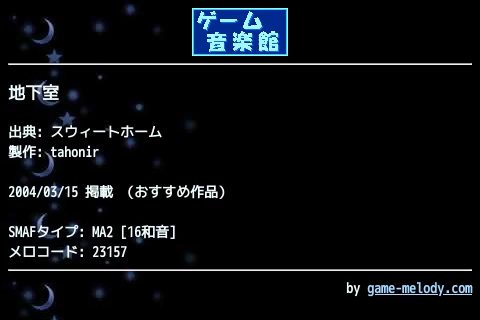 ゲーム
音楽館
地下室
出典: スウィートホーム
製作: tahonir
2004/03/15 掲載 (おすすめ作品)
SMAFタイプ: MA2 [16和音]
メロコード: 23157
by game-melody.com